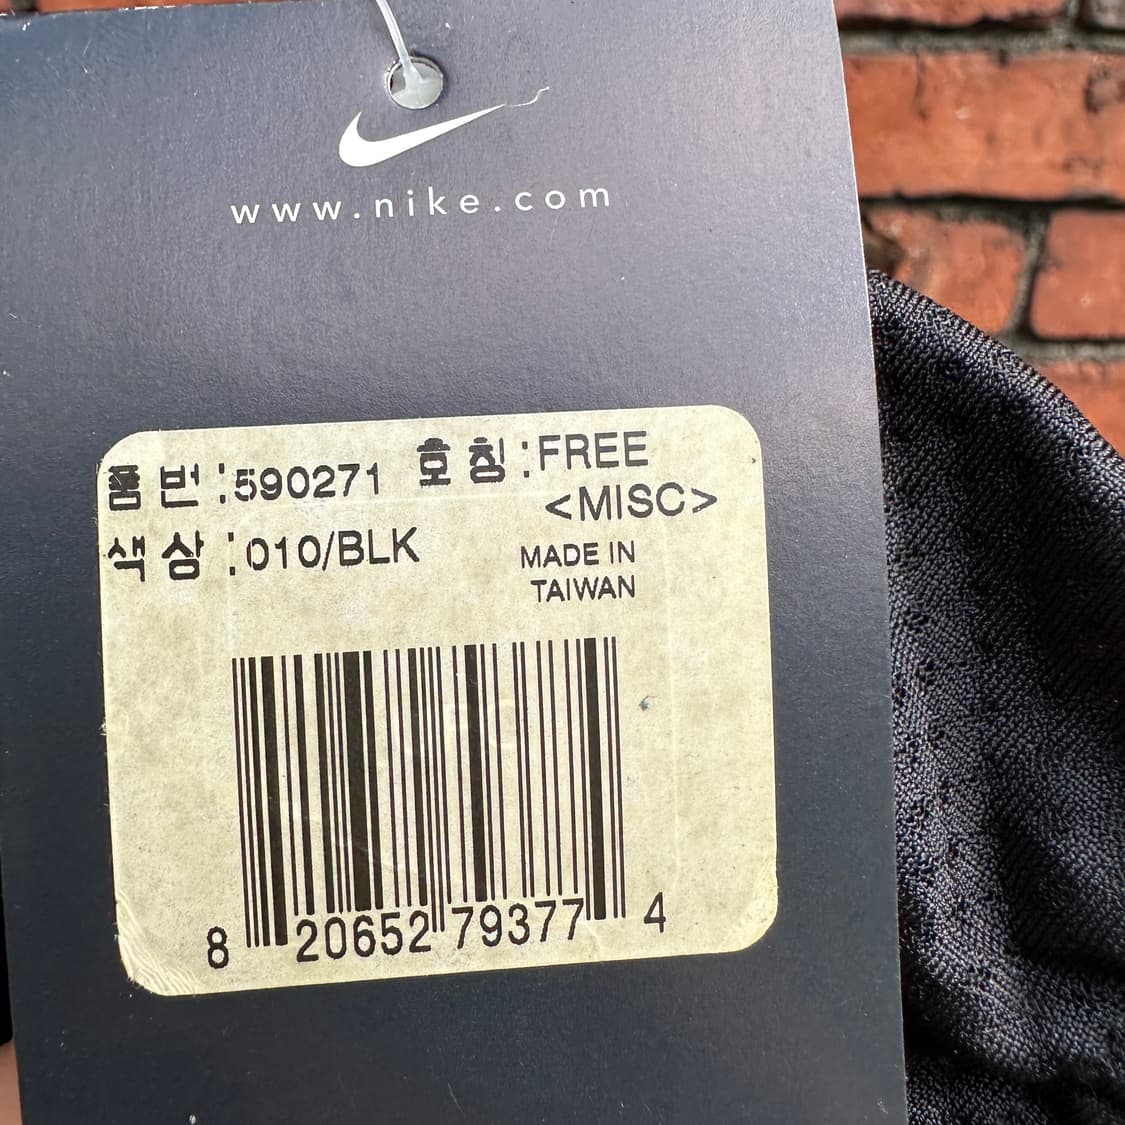 www.nike.com
품 번 :590271 호 칭 :FREE
<MISC>
색 상 :010/BLK
MADE IN
TAIWAN
8 20652 79377 4